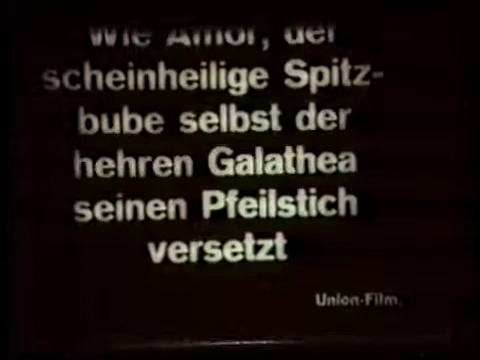 Wie Amor, der
scheinheilige Spitz-
bube selbst der
hehren Galathea
seinen Pfeilstich
versetzt
Union-Film.